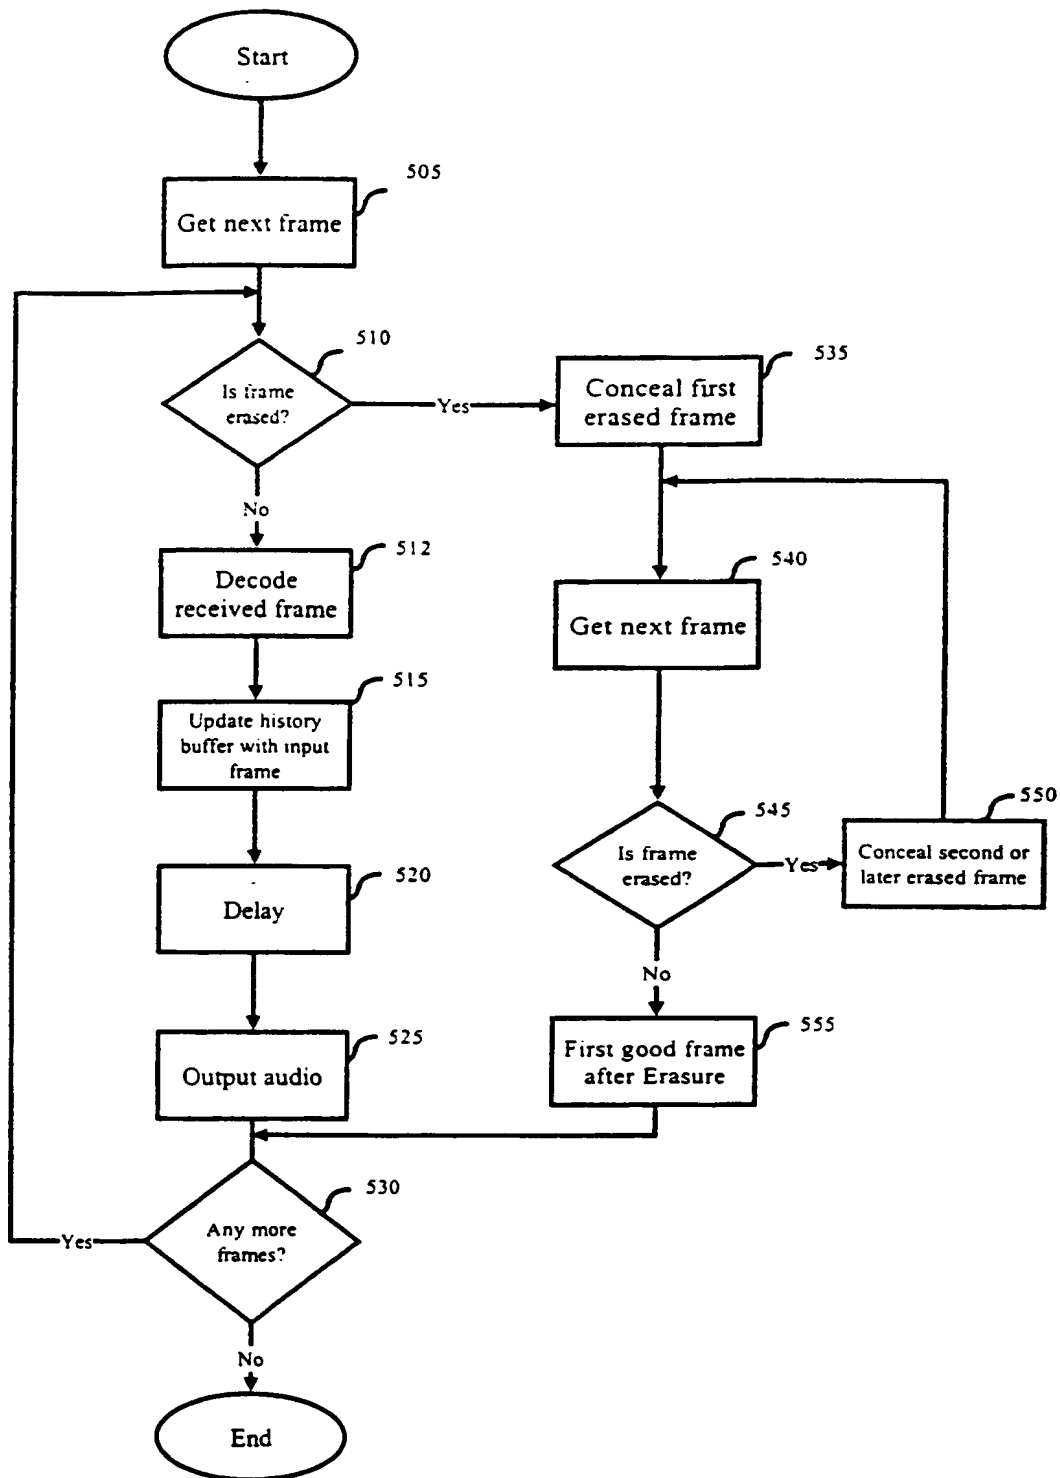 Start
505
Get next frame
510
Is frame
erased?
Yes
535
Conceal first
erased frame
No
512
Decode
received frame
540
Get next frame
515
Update history
buffer with input
frame
545
Is frame
erased?
Yes
550
Conceal second or
later erased frame
520
Delay
No
525
Output audio
555
First good frame
after Erasure
530
Any more
frames?
Yes
No
End